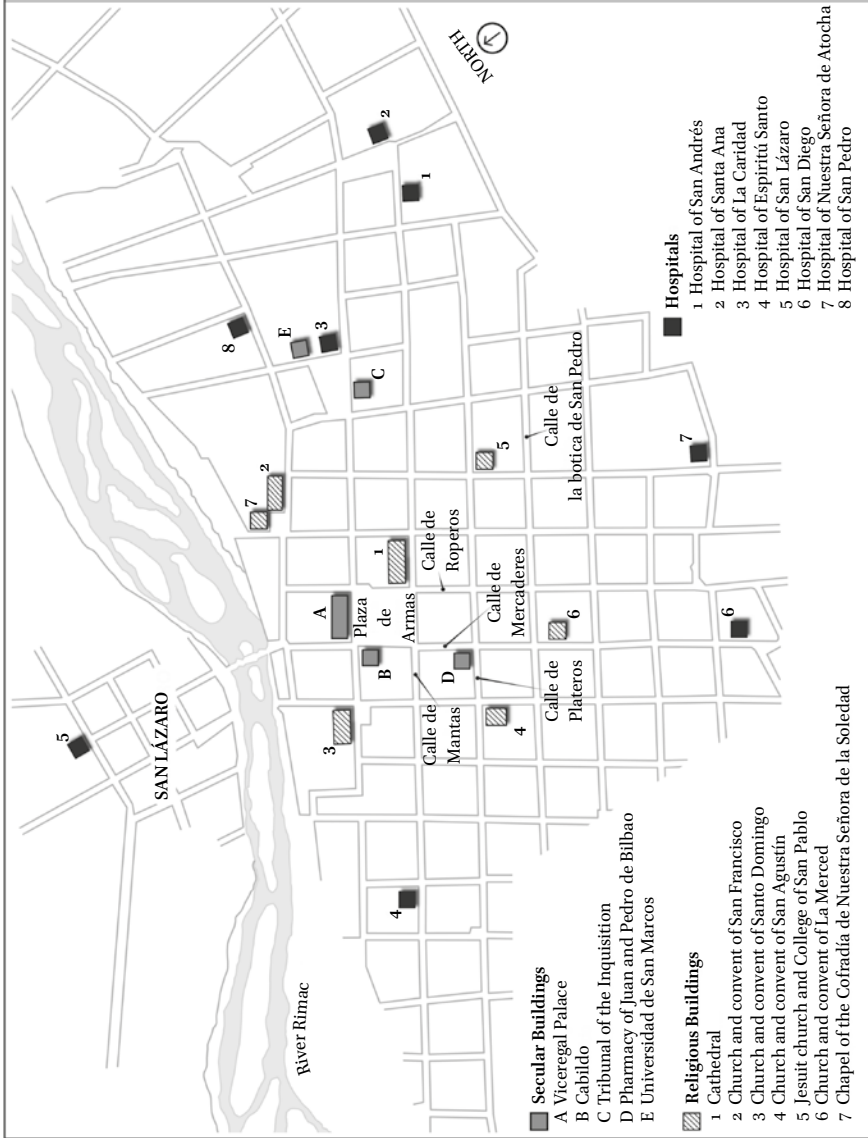 NORTH
SAN LÁZARO
River Rimac
5
7
2
8
E
3
C
2
1
A
Plaza
de
Armas
1
B
3
Calle de
Mantas
Calle de
Roperos
Calle de
Mercaderes
D
Calle de
Plateros
4
4
6
5
Calle de
la botica de San Pedro
7
6
Secular Buildings
A Viceregal Palace
B Cabildo
C Tribunal of the Inquisition
D Pharmacy of Juan and Pedro de Bilbao
E Universidad de San Marcos
Religious Buildings
1 Cathedral
2 Church and convent of San Francisco
3 Church and convent of Santo Domingo
4 Church and convent of San Agustín
5 Jesuit church and College of San Pablo
6 Church and convent of La Merced
7 Chapel of the Cofradía de Nuestra Señora de la Soledad
Hospitals
1 Hospital of San Andrés
2 Hospital of Santa Ana
3 Hospital of La Caridad
4 Hospital of Espiritú Santo
5 Hospital of San Lázaro
6 Hospital of San Diego
7 Hospital of Nuestra Señora de Atocha
8 Hospital of San Pedro